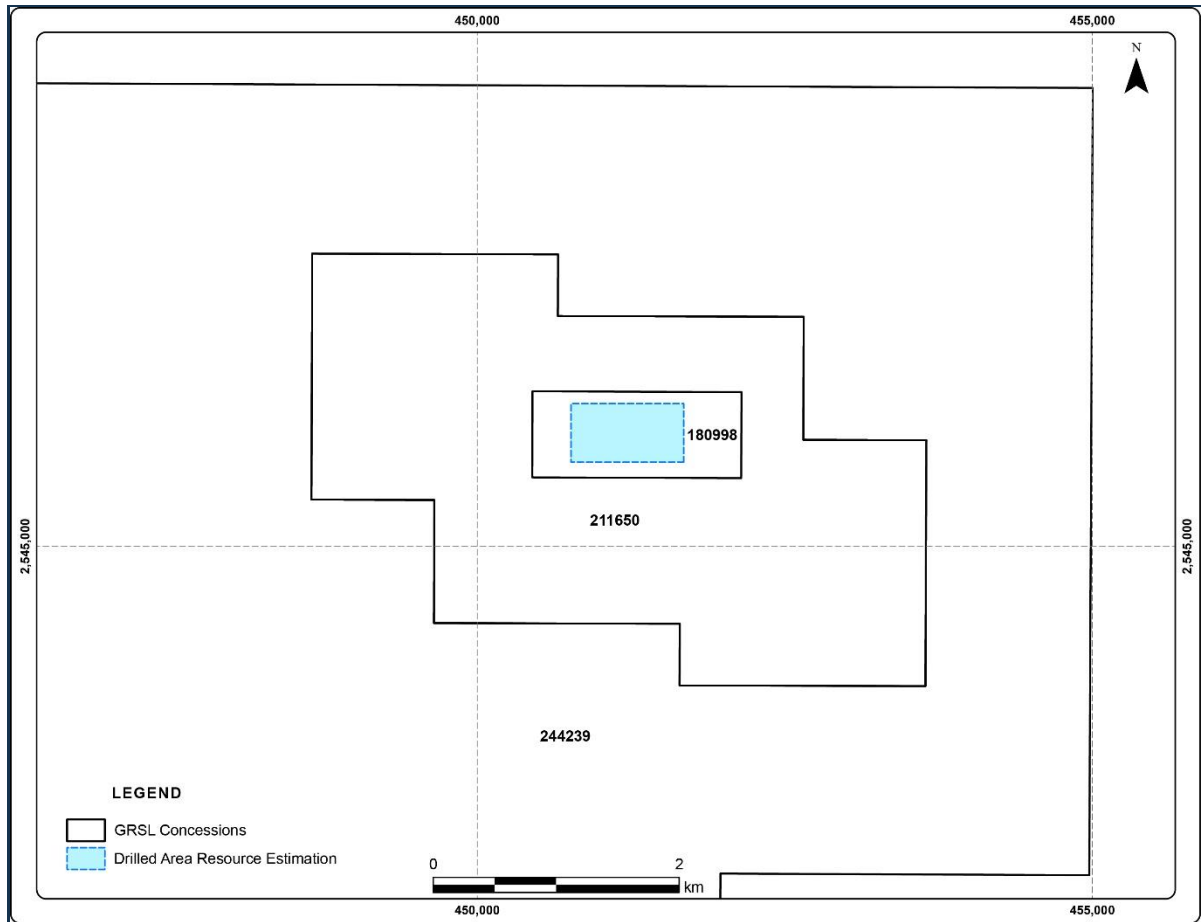 450,000
455,000
N
180998
211650
2,545,000
2,545,000
244239
LEGEND
GRSL Concessions
Drilled Area Resource Estimation
0
2
km
450,000
455,000